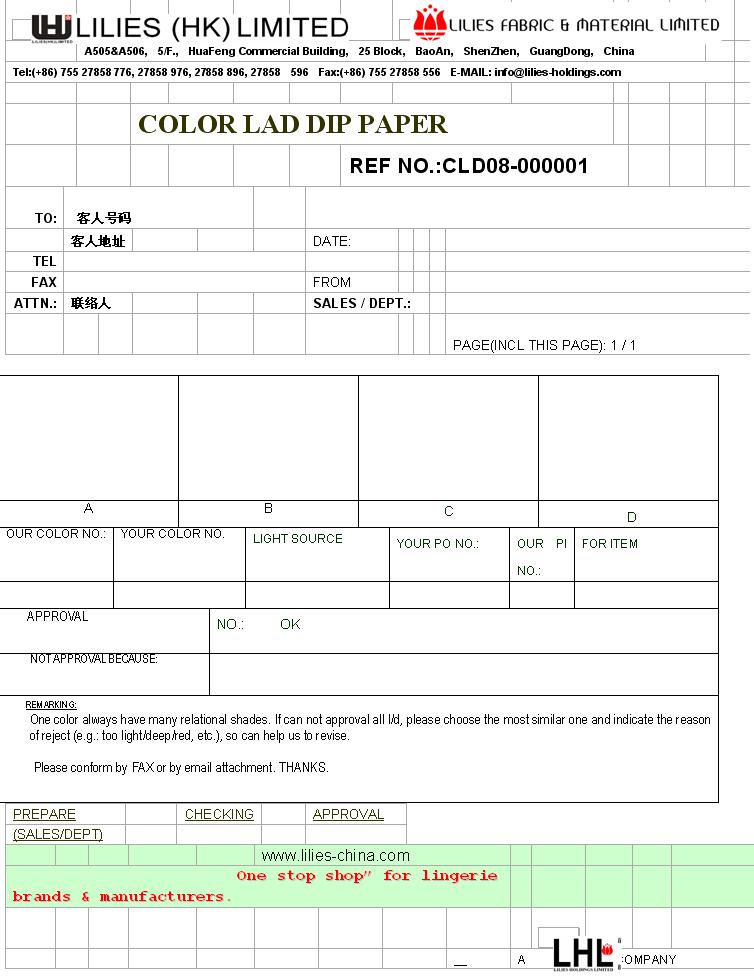 LHJ LILIES (HK) LIMITED
LILIES FABRIC & MATERIAL LIMITED
A505&A506, 5/F., HuaFeng Commercial Building, 25 Block, BaoAn, ShenZhen, GuangDong, China
Tel:(+86) 755 27858 776, 27858 976, 27858 896, 27858 596 Fax:(+86) 755 27858 556 E-MAIL: info@lilies-holdings.com
COLOR LAD DIP PAPER
REF NO.:CLD08-000001
TO: 客人号码
客人地址 DATE:
TEL
FAX FROM
ATTN.: 联络人 SALES / DEPT.:
PAGE(INCL THIS PAGE): 1 / 1
A B C D
OUR COLOR NO.: YOUR COLOR NO. LIGHT SOURCE YOUR PO NO.: OUR PI FOR ITEM
NO.:
APPROVAL NO.: OK
NOT APPROVAL BECAUSE:
REMARKING:
One color always have many relational shades. If can not approval all l/d, please choose the most similar one and indicate the reason
of reject (e.g.: too light/deep/red, etc.), so can help us to revise.
Please conform by FAX or by email attachment. THANKS.
PREPARE CHECKING APPROVAL
(SALES/DEPT)
www.lilies-china.com
One stop shop" for lingerie
brands & manufacturers.
A LHL COMPANY
LILIES HOLDINGS LIMITED